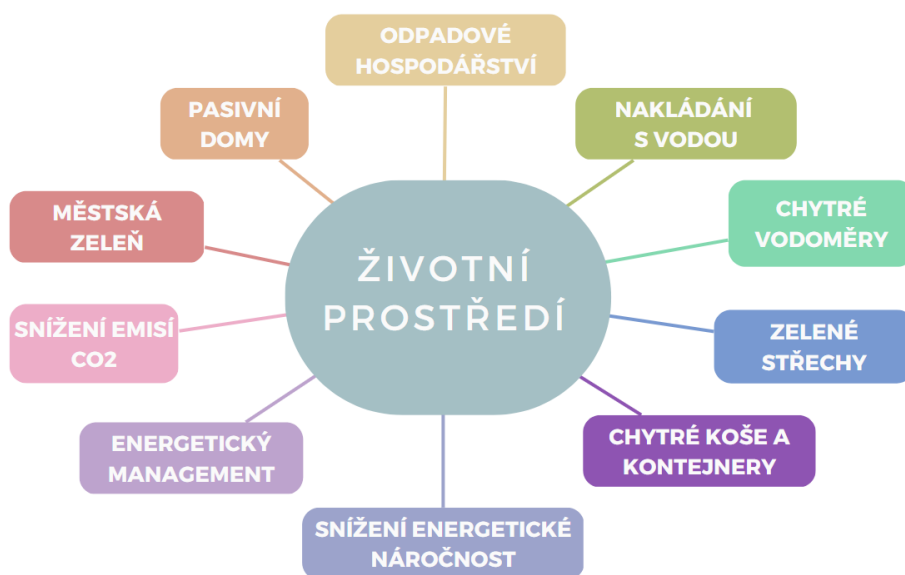 ODPADOVÉ
HOSPODÁŘSTVÍ
PASIVNÍ
DOMY
NAKLÁDÁNÍ
S VODOU
MĚSTSKÁ
ZELEŇ
CHYTRÉ
VODOMĚRY
ŽIVOTNÍ
PROSTŘEDÍ
SNÍŽENÍ EMISÍ
CO2
ZELENÉ
STŘECHY
ENERGETICKÝ
MANAGEMENT
CHYTRÉ KOŠE A
KONTEJNERY
SNÍŽENÍ ENERGETICKÉ
NÁROČNOST